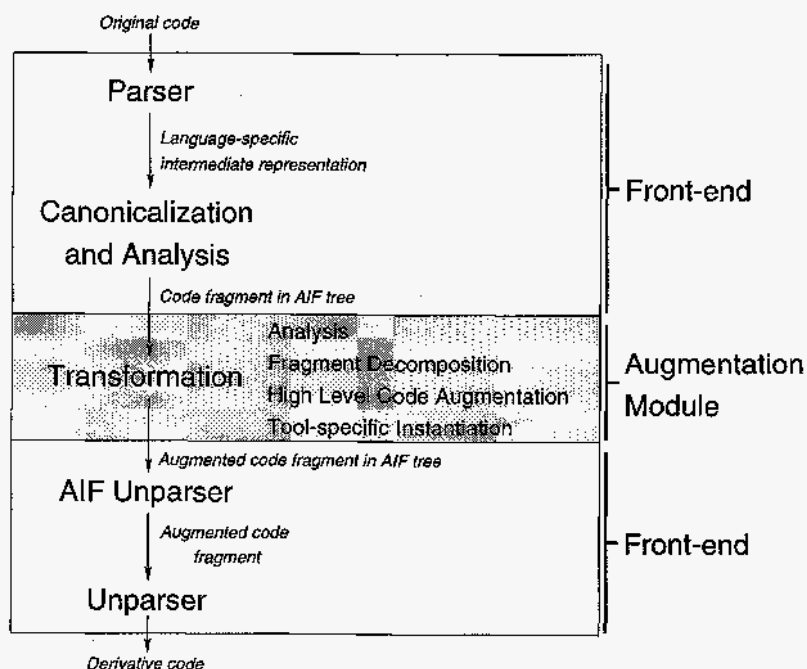 Original code
Parser
Language-specific
intermediate representation
Front-end
Canonicalization
and Analysis
Code fragment in AIF tree
Analysis
Fragment Decomposition
Transformation
High Level Code Augmentation
Tool-specific Instantiation
Augmentation
Module
Augmented code fragment in AIF tree
AIF Unparser
Augmented code
fragment
Front-end
Unparser
Derivative code